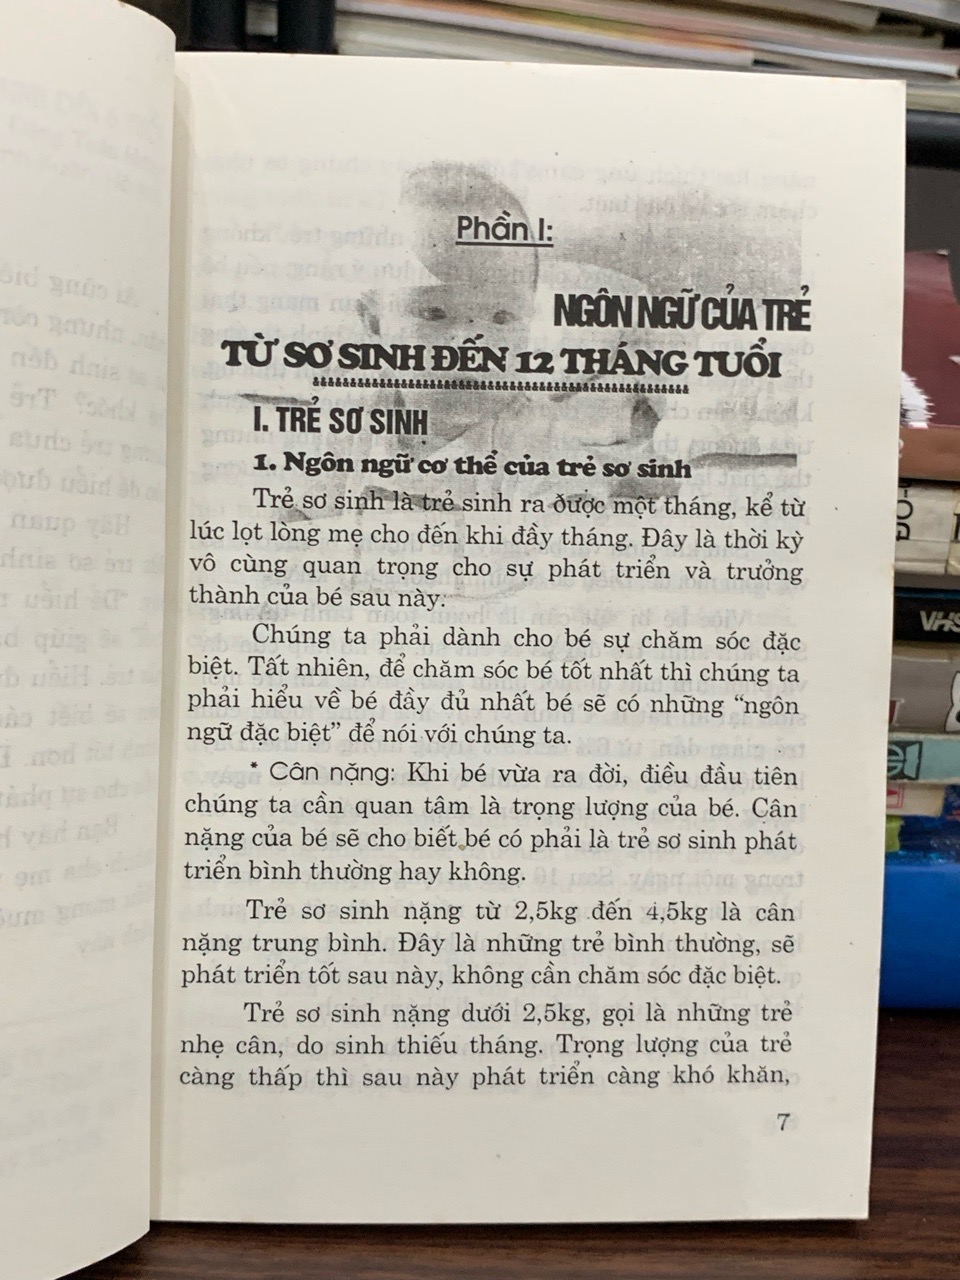 Phần I:
NGÔN NGỮ CỦA TRẺ
TỪ SƠ SINH ĐẾN 12 THÁNG TUỔI
I. TRẺ SƠ SINH
1. Ngôn ngữ cơ thể của trẻ sơ sinh
Trẻ sơ sinh là trẻ sinh ra được một tháng, kể từ
lúc lọt lòng mẹ cho đến khi đầy tháng. Đây là thời kỳ
vô cùng quan trọng cho sự phát triển và trưởng
thành của bé sau này.
Chúng ta phải dành cho bé sự chăm sóc đặc
biệt. Tất nhiên, để chăm sóc bé tốt nhất thì chúng ta
phải hiểu về bé đầy đủ nhất bé sẽ có những “ngôn
ngữ đặc biệt” để nói với chúng ta.
* Cân nặng: Khi bé vừa ra đời, điều đầu tiên
chúng ta cần quan tâm là trọng lượng của bé. Cân
nặng của bé sẽ cho biết bé có phải là trẻ sơ sinh phát
triển bình thường hay không.
Trẻ sơ sinh nặng từ 2,5kg đến 4,5kg là cân
nặng trung bình. Đây là những trẻ bình thường, sẽ
phát triển tốt sau này, không cần chăm sóc đặc biệt.
Trẻ sơ sinh nặng dưới 2,5kg, gọi là những trẻ
nhẹ cân, do sinh thiếu tháng. Trọng lượng của trẻ
càng thấp thì sau này phát triển càng khó khăn,
7
VHS